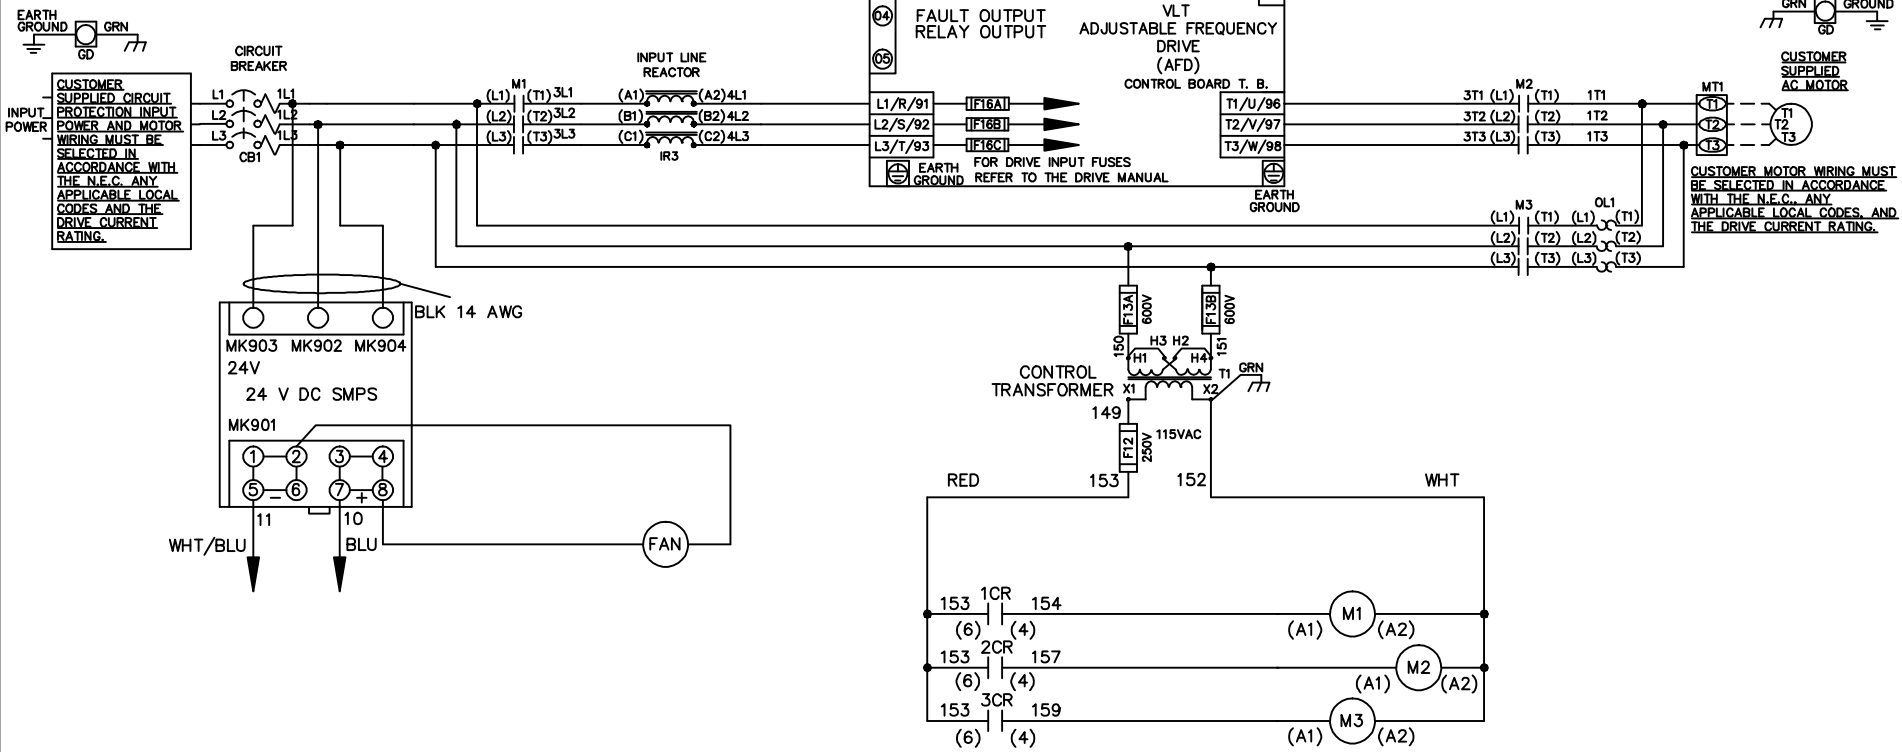 EARTH
GROUND
GRN
GD
04
05
FAULT OUTPUT
RELAY OUTPUT
VLT
ADJUSTABLE FREQUENCY
DRIVE
(AFD)
CONTROL BOARD T. B.
GRN
GROUND
GD
CUSTOMER
SUPPLIED
AC MOTOR
INPUT
POWER
CUSTOMER
SUPPLIED CIRCUIT
PROTECTION INPUT
POWER AND MOTOR
WIRING MUST BE
SELECTED IN
ACCORDANCE WITH
THE N.E.C. ANY
APPLICABLE LOCAL
CODES AND THE
DRIVE CURRENT
RATING.
CIRCUIT
BREAKER
L1 1L1
L2 1L2
L3 1L3
CB1
M1
(L1) (T1) 3L1
(L2) (T2) 3L2
(L3) (T3) 3L3
INPUT LINE
REACTOR
(A1) (A2) 4L1
(B1) (B2) 4L2
(C1) (C2) 4L3
IR3
L1/R/91 F16A
L2/S/92 F16B
L3/T/93 F16C
EARTH
GROUND
FOR DRIVE INPUT FUSES
REFER TO THE DRIVE MANUAL
T1/U/96
T2/V/97
T3/W/98
EARTH
GROUND
M2
3T1 (L1) (T1) 1T1
3T2 (L2) (T2) 1T2
3T3 (L3) (T3) 1T3
MT1
T1
T2
T3
T1
T2
T3
CUSTOMER MOTOR WIRING MUST
BE SELECTED IN ACCORDANCE
WITH THE N.E.C., ANY
APPLICABLE LOCAL CODES, AND
THE DRIVE CURRENT RATING.
M3 OL1
(L1) (T1) (L1) (T1)
(L2) (T2) (L2) (T2)
(L3) (T3) (L3) (T3)
BLK 14 AWG
MK903 MK902 MK904
24V
24 V DC SMPS
MK901
1 2 3 4
5 − 6 7 + 8
11 10
WHT/BLU BLU
FAN
F13A
600V
F13B
600V
150
151
H3 H2
H1 H4
CONTROL
TRANSFORMER
X1 X2
T1
GRN
149
F12
250V
115VAC
153 152
RED WHT
1CR
153 154
(6) (4)
M1
(A1) (A2)
2CR
153 157
(6) (4)
M2
(A1) (A2)
3CR
153 159
(6) (4)
M3
(A1) (A2)